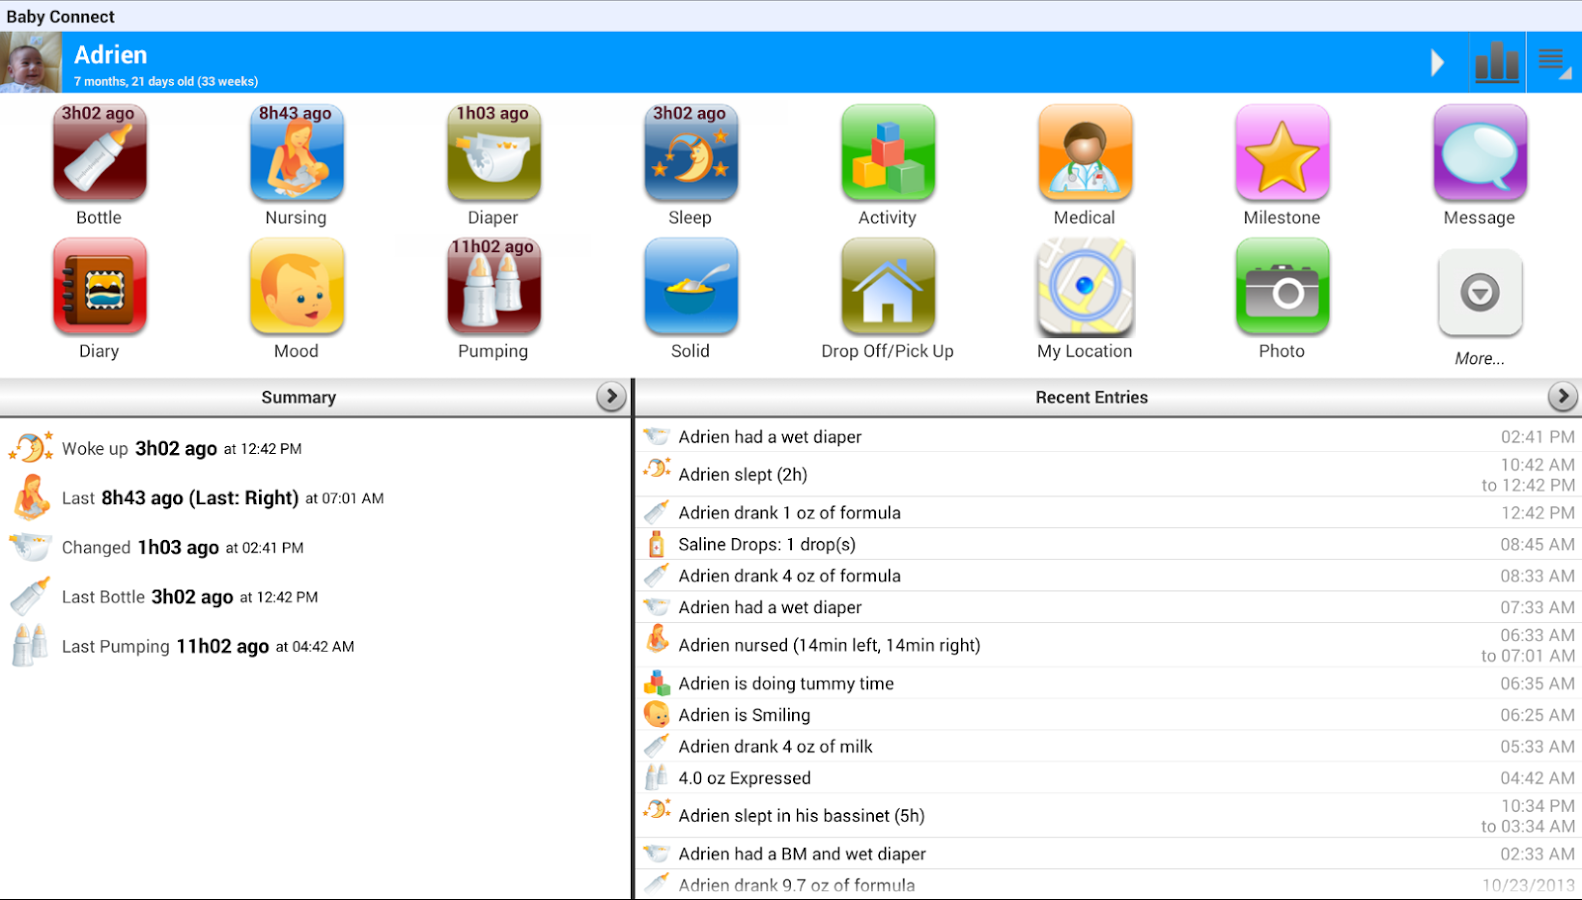 Baby Connect
Adrien
7 months, 21 days old (33 weeks)
3h02 ago
8h43 ago
1h03 ago
3h02 ago
Bottle
Nursing
Diaper
Sleep
Activity
Medical
Milestone
Message
11h02 ago
Diary
Mood
Pumping
Solid
Drop Off/Pick Up
My Location
Photo
More...
Summary
Woke up 3h02 ago at 12:42 PM
Last 8h43 ago (Last: Right) at 07:01 AM
Changed 1h03 ago at 02:41 PM
Last Bottle 3h02 ago at 12:42 PM
Last Pumping 11h02 ago at 04:42 AM
Recent Entries
Adrien had a wet diaper 02:41 PM
Adrien slept (2h) 10:42 AM
to 12:42 PM
Adrien drank 1 oz of formula 12:42 PM
Saline Drops: 1 drop(s) 08:45 AM
Adrien drank 4 oz of formula 08:33 AM
Adrien had a wet diaper 07:33 AM
Adrien nursed (14min left, 14min right) 06:33 AM
to 07:01 AM
Adrien is doing tummy time 06:35 AM
Adrien is Smiling 06:25 AM
Adrien drank 4 oz of milk 05:33 AM
4.0 oz Expressed 04:42 AM
Adrien slept in his bassinet (5h) 10:34 PM
to 03:34 AM
Adrien had a BM and wet diaper 02:33 AM
Adrien drank 9.7 oz of formula 10/23/2013